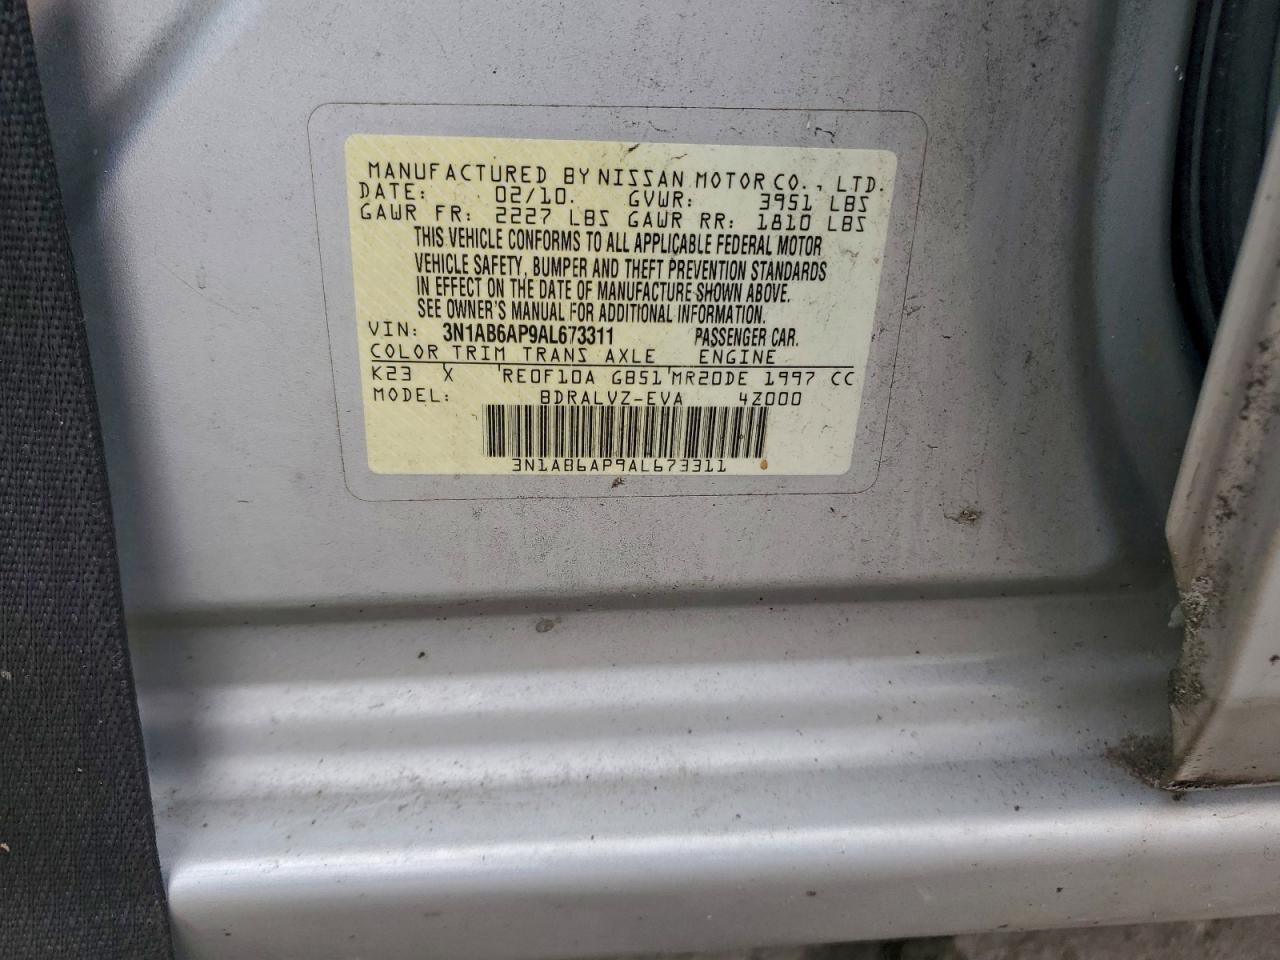 MANUFACTURED BY NISSAN MOTOR CO., LTD.
DATE: 02/10. GVWR: 3951 LBS
GAWR FR: 2227 LBS GAWR RR: 1810 LBS
THIS VEHICLE CONFORMS TO ALL APPLICABLE FEDERAL MOTOR
VEHICLE SAFETY, BUMPER AND THEFT PREVENTION STANDARDS
IN EFFECT ON THE DATE OF MANUFACTURE SHOWN ABOVE.
SEE OWNER'S MANUAL FOR ADDITIONAL INFORMATION.
VIN: 3N1AB6AP9AL673311 PASSENGER CAR.
COLOR TRIM TRANS AXLE ENGINE
K23 X RE0F10A GB51 MR20DE 1997 CC
MODEL: BDRALVZ-EVA 4Z000
3N1AB6AP9AL673311